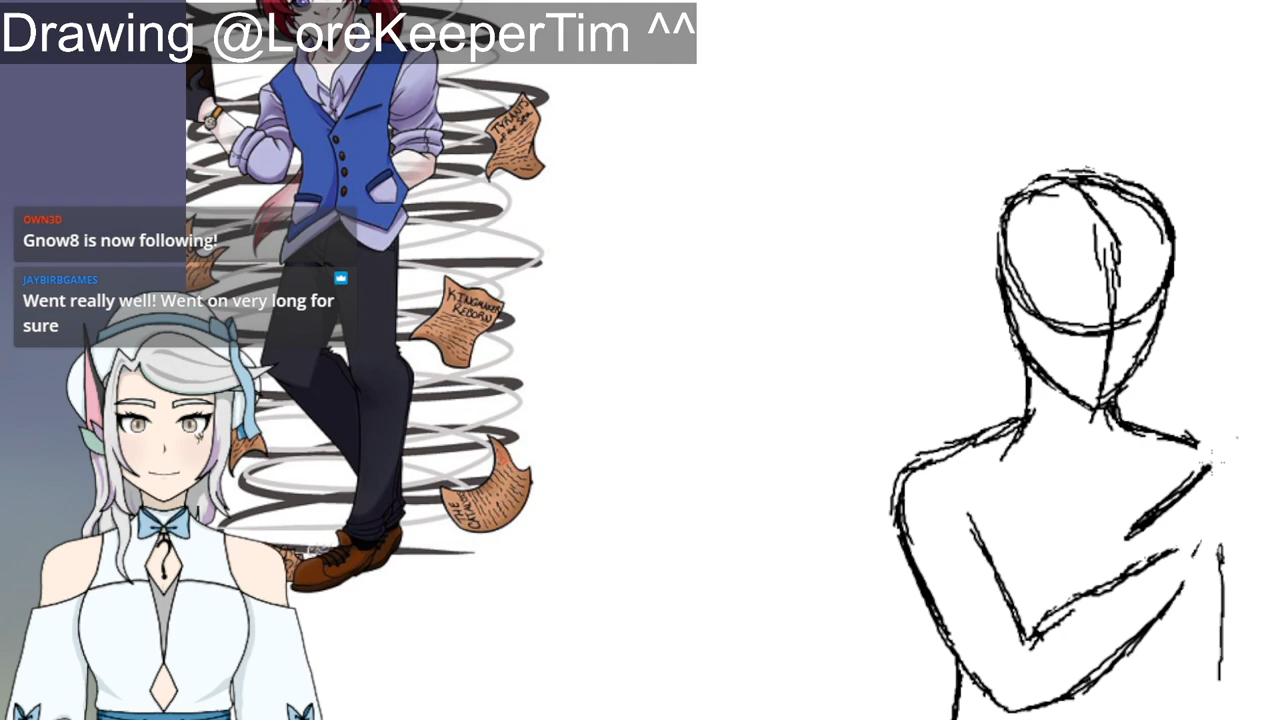 Drawing @LoreKeeperTim ^^
TYRANTS
of the SEA
OWN3D
Gnow8 is now following!
JAYBIRBGAMES
Went really well! Went on very long for
sure
KINGMAKER
REBORN
THE